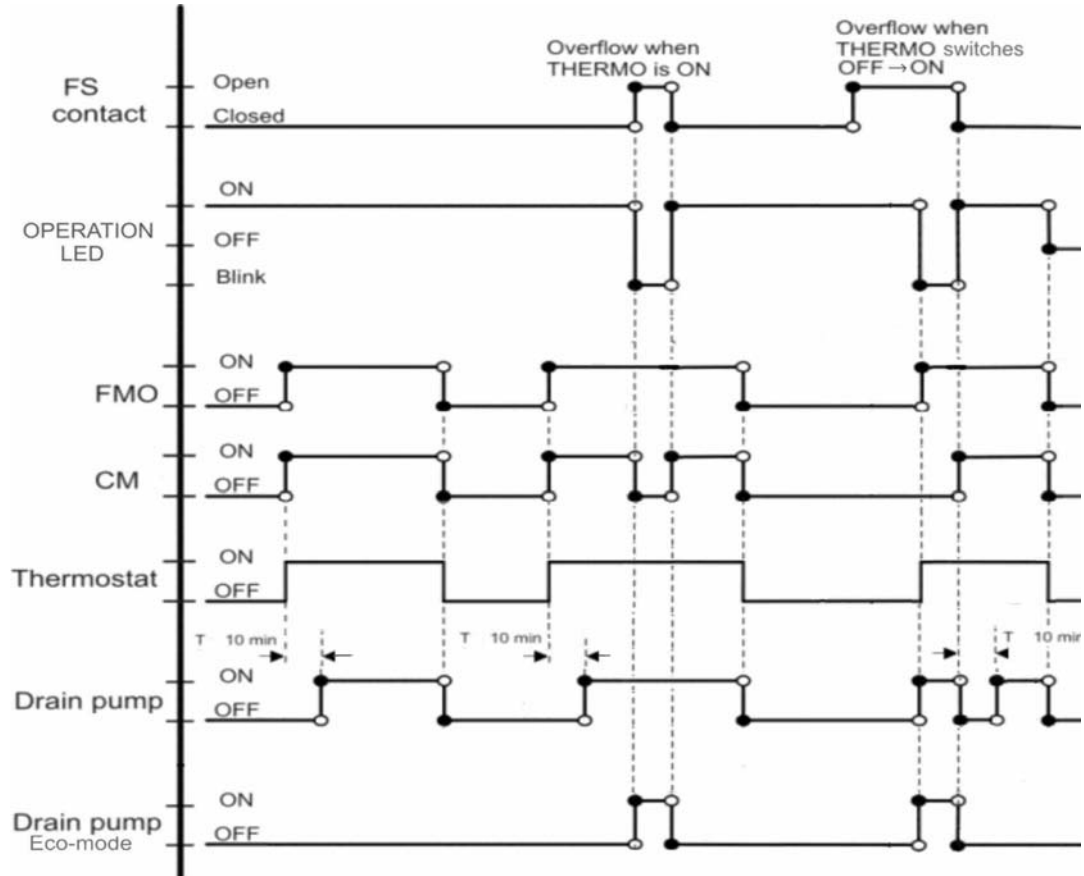 Overflow when
THERMO is ON
Overflow when
THERMO switches
OFF→ON
FS
contact
Open
Closed
OPERATION
LED
ON
OFF
Blink
FMO
ON
OFF
CM
ON
OFF
Thermostat
ON
OFF
T 10 min
T 10 min
T 10 min
Drain pump
ON
OFF
Drain pump
Eco-mode
ON
OFF